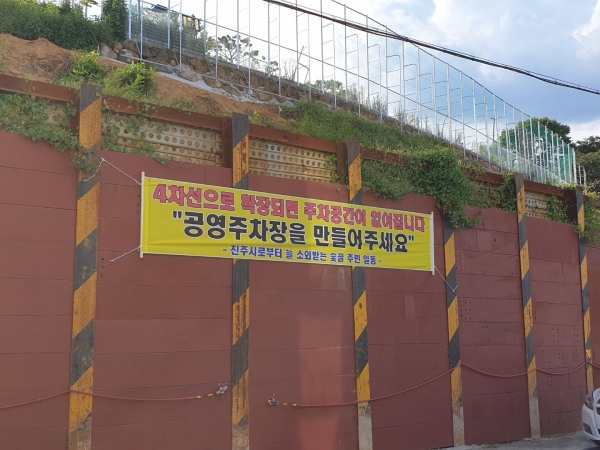 4차선으로 확장되면 주차공간이 없어집니다
"공영주차장을 만들어주세요"
- 진주시로부터 늘 소외받는 옻골 주민 일동 -